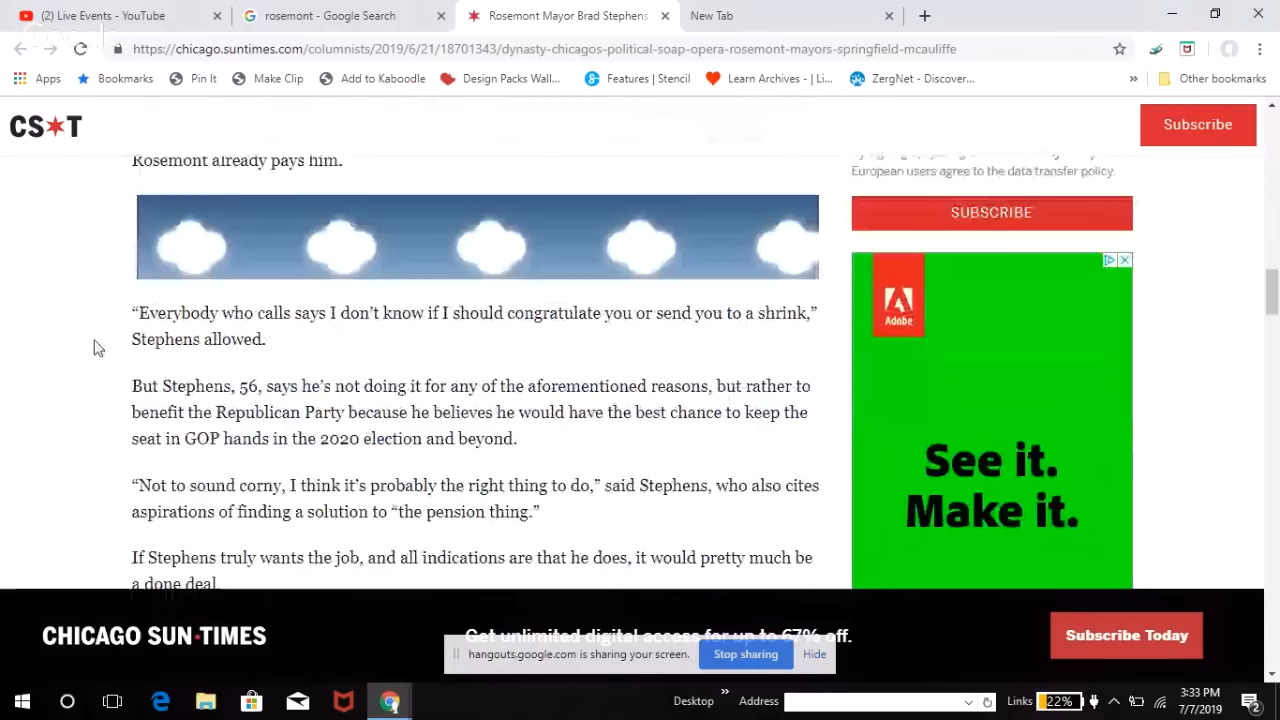 (2) Live Events - YouTube
rosemont - Google Search
Rosemont Mayor Brad Stephens
New Tab
https://chicago.suntimes.com/columnists/2019/6/21/18701343/dynasty-chicagos-political-soap-opera-rosemont-mayors-springfield-mcauliffe
Apps
Bookmarks
Pin It
Make Clip
Add to Kaboodle
Design Packs Wall...
Features | Stencil
Learn Archives - | Li...
ZergNet - Discover...
»
Other bookmarks
CS T
Subscribe
Rosemont already pays him.
European users agree to the data transfer policy.
SUBSCRIBE
“Everybody who calls says I don’t know if I should congratulate you or send you to a shrink,”
Stephens allowed.
But Stephens, 56, says he’s not doing it for any of the aforementioned reasons, but rather to
benefit the Republican Party because he believes he would have the best chance to keep the
seat in GOP hands in the 2020 election and beyond.
“Not to sound corny, I think it’s probably the right thing to do,” said Stephens, who also cites
aspirations of finding a solution to “the pension thing.”
If Stephens truly wants the job, and all indications are that he does, it would pretty much be
a done deal.
Adobe
See it.
Make it.
CHICAGO SUN TIMES
Get unlimited digital access for up to 67% off.
Subscribe Today
hangouts.google.com is sharing your screen.
Stop sharing
Hide
Desktop
»
Address
Links
22%
3:33 PM
7/7/2019
2